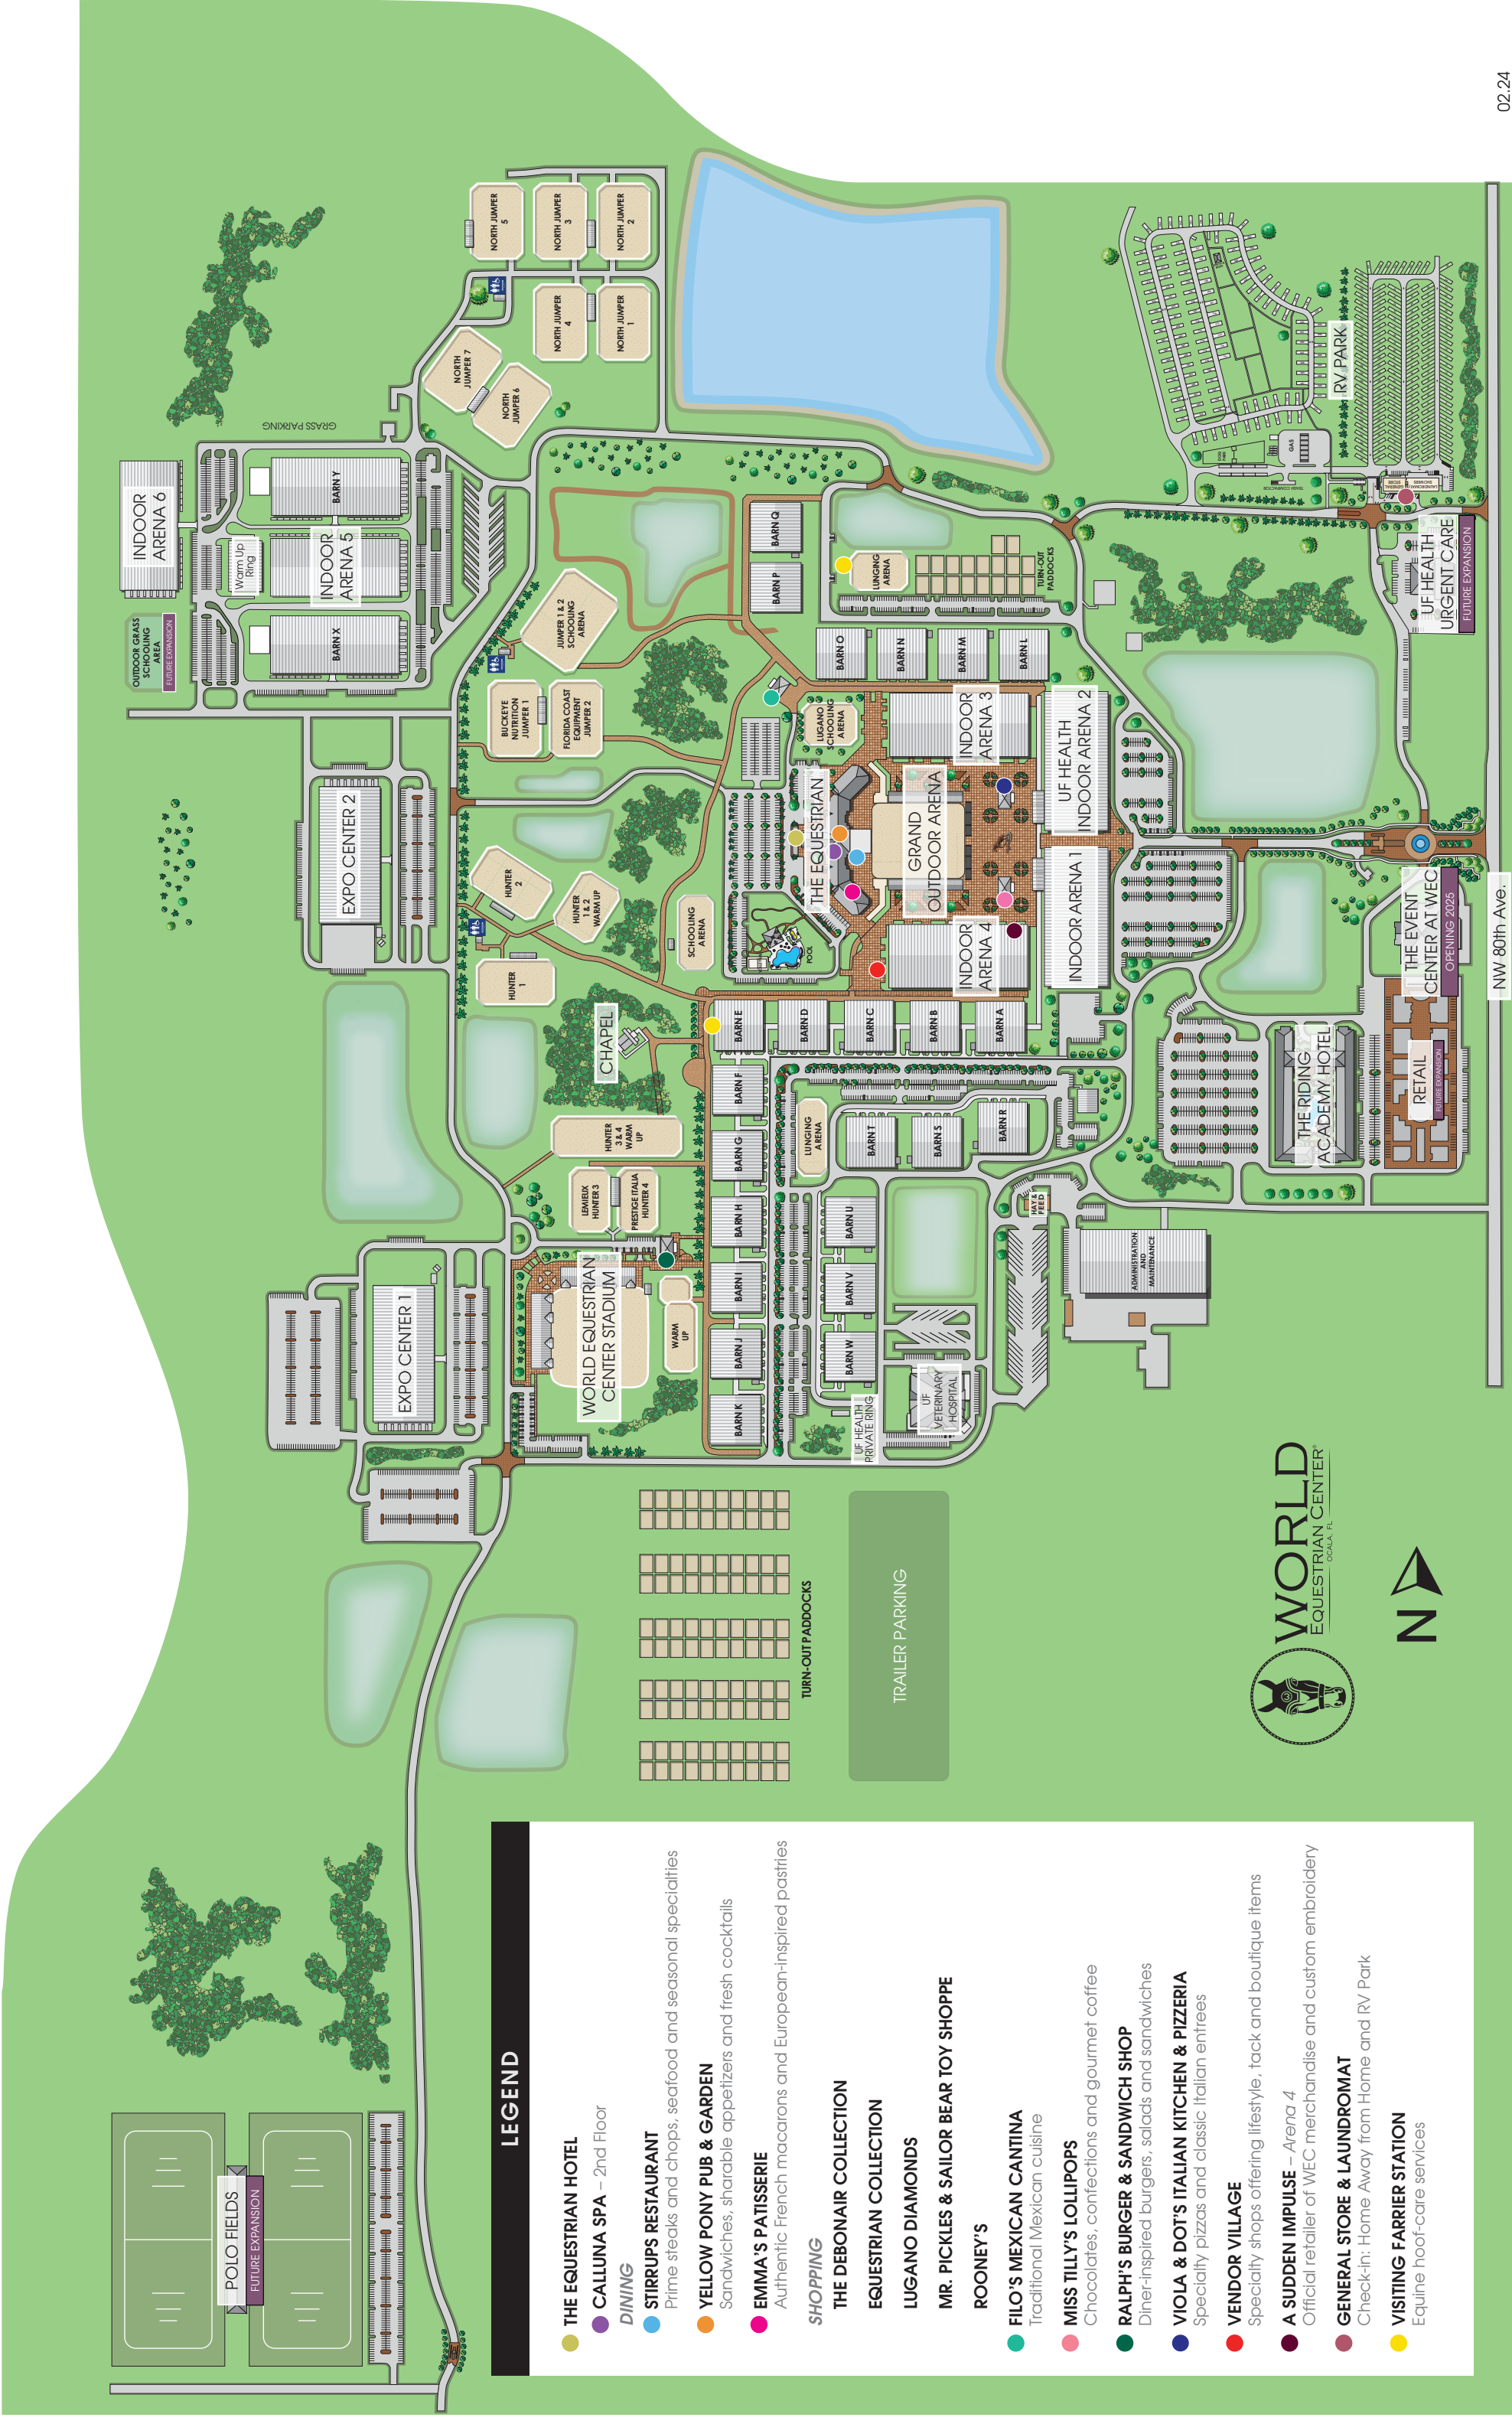 02.24
INDOOR
ARENA 6
OUTDOOR GRASS
SCHOOLING
AREA
FUTURE EXPANSION
Warm Up
Ring
BARN Y
INDOOR
ARENA 5
BARN X
GRASS PARKING
NORTH JUMPER
5
NORTH JUMPER
3
NORTH JUMPER
2
NORTH JUMPER
4
NORTH JUMPER
1
NORTH
JUMPER 7
NORTH
JUMPER 6
EXPO CENTER 2
BUCKEYE
NUTRITION
JUMPER 1
FLORIDA COAST
EQUIPMENT
JUMPER 2
JUMPER 1 & 2
SCHOOLING
ARENA
HUNTER
2
HUNTER
1 & 2
WARM UP
HUNTER
1
SCHOOLING
ARENA
CHAPEL
BARN Q
BARN P
LUNGING
ARENA
TURN-OUT
PADDOCKS
BARN O
BARN N
BARN M
BARN L
LUGANO
SCHOOLING
ARENA
THE EQUESTRIAN
POOL
GRAND
OUTDOOR ARENA
INDOOR
ARENA 3
INDOOR
ARENA 4
UF HEALTH
INDOOR ARENA 2
INDOOR ARENA 1
BARN E
BARN D
BARN C
BARN B
BARN A
RV PARK
GAS
UF HEALTH
URGENT CARE
FUTURE EXPANSION
THE EVENT
CENTER AT WEC
OPENING 2025
NW 80th Ave.
THE RIDING
ACADEMY HOTEL
RETAIL
FUTURE EXPANSION
EXPO CENTER 1
WORLD EQUESTRIAN
CENTER STADIUM
WARM
UP
HUNTER
3 & 4
WARM
UP
LEMIEUX
HUNTER 3
PRESTIGE ITALIA
HUNTER 4
BARN F
BARN G
BARN H
BARN I
BARN J
BARN K
LUNGING
ARENA
BARN T
BARN S
BARN R
BARN U
BARN V
BARN W
HAY &
FEED
ADMINISTRATION
AND
MAINTENANCE
UF HEALTH
PRIVATE RING
UF
VETERINARY
HOSPITAL
TURN-OUT PADDOCKS
TRAILER PARKING
WORLD
EQUESTRIAN CENTER
OCALA, FL
N
POLO FIELDS
FUTURE EXPANSION
LEGEND
THE EQUESTRIAN HOTEL
CALLUNA SPA – 2nd Floor
DINING
STIRRUPS RESTAURANT
Prime steaks and chops, seafood and seasonal specialties
YELLOW PONY PUB & GARDEN
Sandwiches, sharable appetizers and fresh cocktails
EMMA'S PATISSERIE
Authentic French macarons and European-inspired pastries
SHOPPING
THE DEBONAIR COLLECTION
EQUESTRIAN COLLECTION
LUGANO DIAMONDS
MR. PICKLES & SAILOR BEAR TOY SHOPPE
ROONEY'S
FILO'S MEXICAN CANTINA
Traditional Mexican cuisine
MISS TILLY'S LOLLIPOPS
Chocolates, confections and gourmet coffee
RALPH'S BURGER & SANDWICH SHOP
Diner-inspired burgers, salads and sandwiches
VIOLA & DOT'S ITALIAN KITCHEN & PIZZERIA
Specialty pizzas and classic Italian entrees
VENDOR VILLAGE
Specialty shops offering lifestyle, tack and boutique items
A SUDDEN IMPULSE – Arena 4
Official retailer of WEC merchandise and custom embroidery
GENERAL STORE & LAUNDROMAT
Check-in: Home Away from Home and RV Park
VISITING FARRIER STATION
Equine hoof-care services